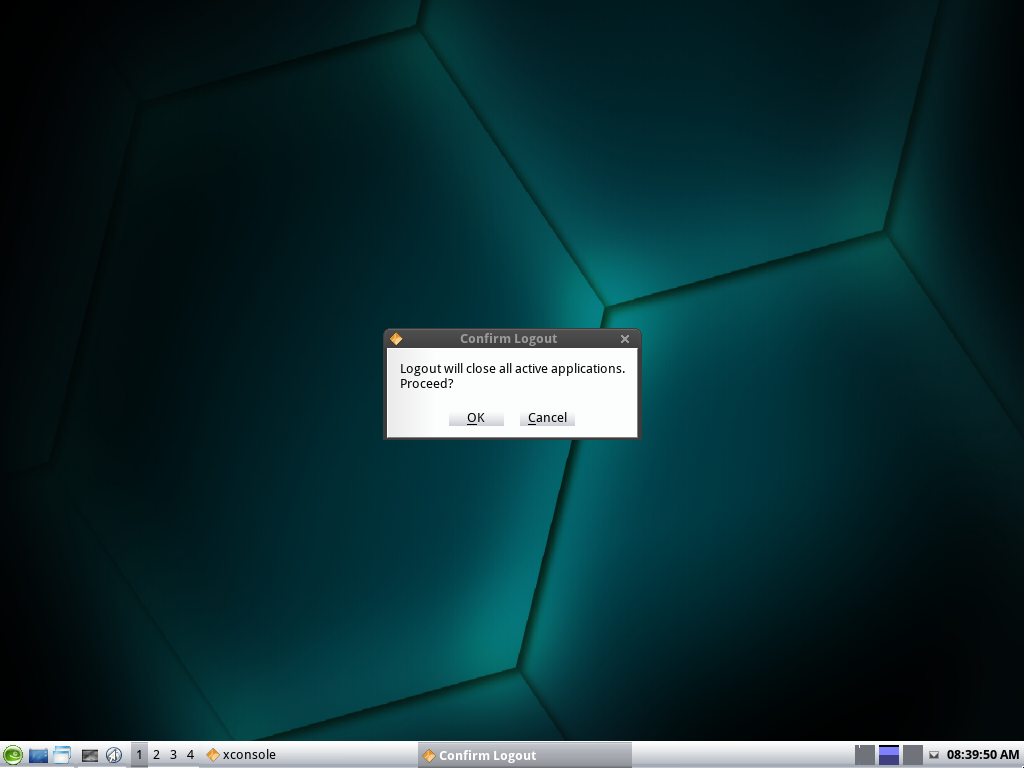 Confirm Logout
Logout will close all active applications.
Proceed?
OK Cancel
1 2 3 4 xconsole Confirm Logout 08:39:50 AM